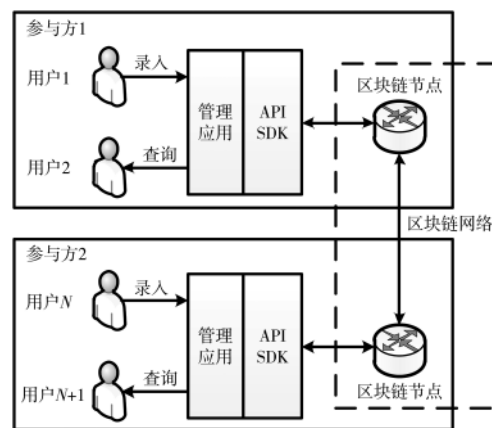 参与方1
用户1
录入
用户2
查询
管理
应用
API
SDK
区块链节点
区块链网络
参与方2
用户N
录入
用户N+1
查询
管理
应用
API
SDK
区块链节点